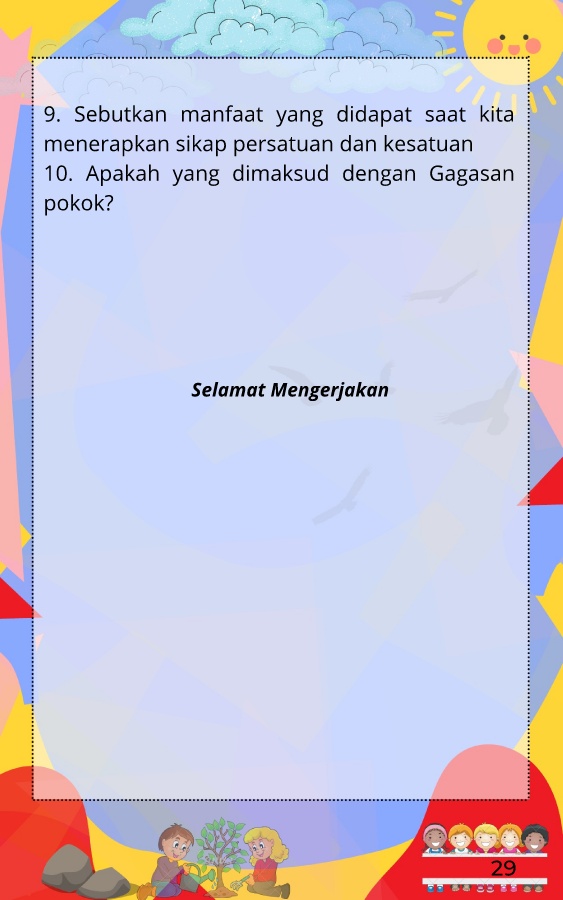 9. Sebutkan manfaat yang didapat saat kita
menerapkan sikap persatuan dan kesatuan
10. Apakah yang dimaksud dengan Gagasan
pokok?
Selamat Mengerjakan
29